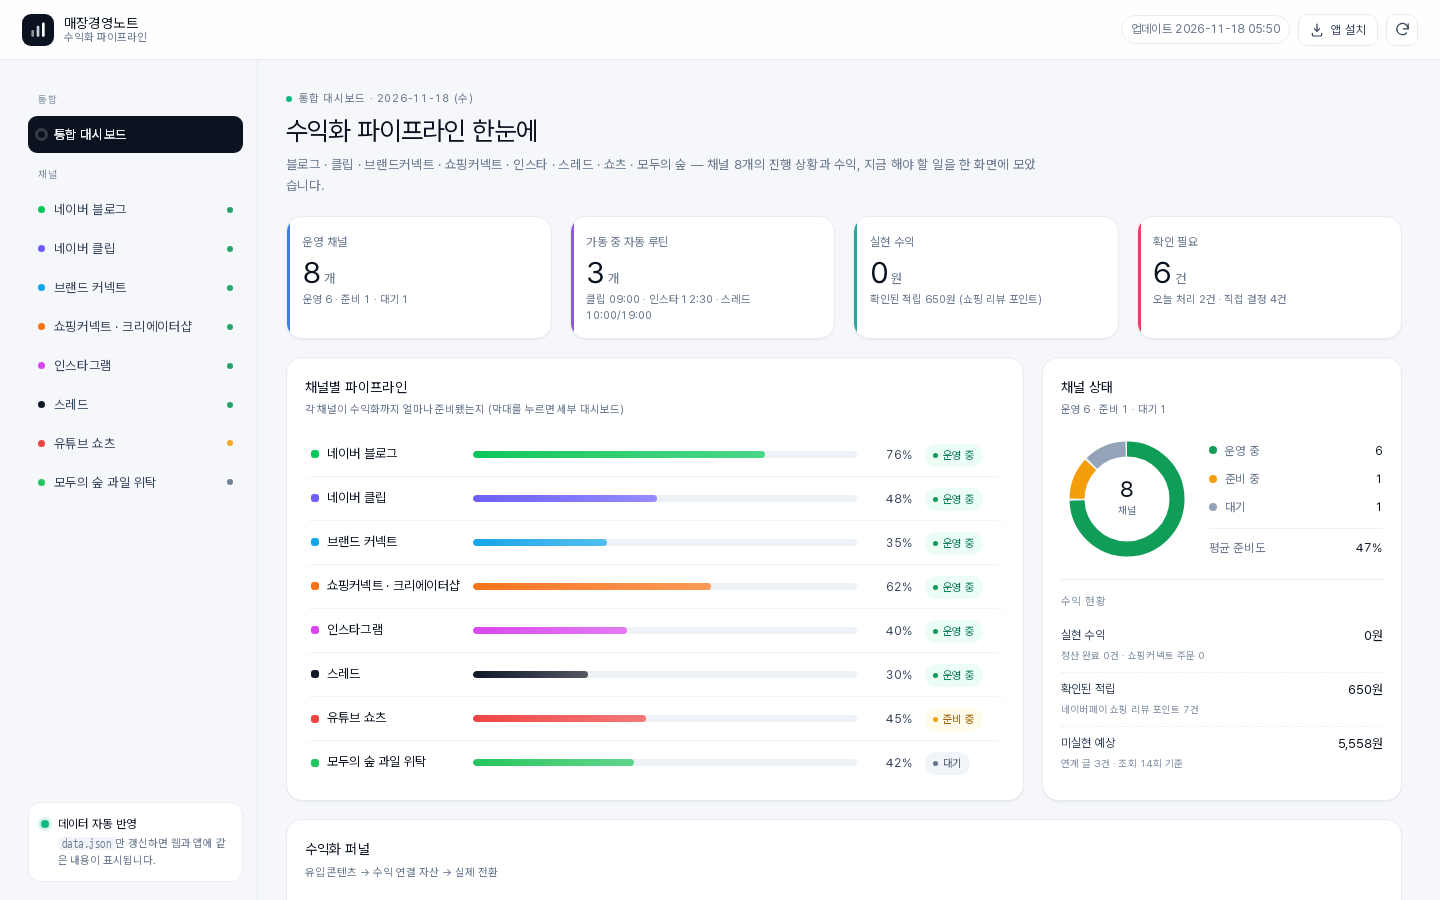 매장경영노트
수익화 파이프라인
업데이트 2026-11-18 05:50
앱 설치
통합
통합 대시보드
채널
네이버 블로그
네이버 클립
브랜드 커넥트
쇼핑커넥트 · 크리에이터샵
인스타그램
스레드
유튜브 쇼츠
모두의 숲 과일 위탁
데이터 자동 반영
data.json 만 갱신하면 웹과 앱에 같
은 내용이 표시됩니다.
통합 대시보드 · 2026-11-18 (수)
수익화 파이프라인 한눈에
블로그 · 클립 · 브랜드커넥트 · 쇼핑커넥트 · 인스타 · 스레드 · 쇼츠 · 모두의 숲 — 채널 8개의 진행 상황과 수익, 지금 해야 할 일을 한 화면에 모았
습니다.
운영 채널
8 개
운영 6 · 준비 1 · 대기 1
가동 중 자동 루틴
3 개
클립 09:00 · 인스타 12:30 · 스레드
10:00/19:00
실현 수익
0 원
확인된 적립 650원 (쇼핑 리뷰 포인트)
확인 필요
6 건
오늘 처리 2건 · 직접 결정 4건
채널별 파이프라인
각 채널이 수익화까지 얼마나 준비됐는지 (막대를 누르면 세부 대시보드)
네이버 블로그 76% 운영 중
네이버 클립 48% 운영 중
브랜드 커넥트 35% 운영 중
쇼핑커넥트 · 크리에이터샵 62% 운영 중
인스타그램 40% 운영 중
스레드 30% 운영 중
유튜브 쇼츠 45% 준비 중
모두의 숲 과일 위탁 42% 대기
채널 상태
운영 6 · 준비 1 · 대기 1
8
채널
운영 중 6
준비 중 1
대기 1
평균 준비도 47%
수익 현황
실현 수익 0원
정산 완료 0건 · 쇼핑커넥트 주문 0
확인된 적립 650원
네이버페이 쇼핑 리뷰 포인트 7건
미실현 예상 5,558원
연계 글 3건 · 조회 14회 기준
수익화 퍼널
유입 콘텐츠 → 수익 연결 자산 → 실제 전환